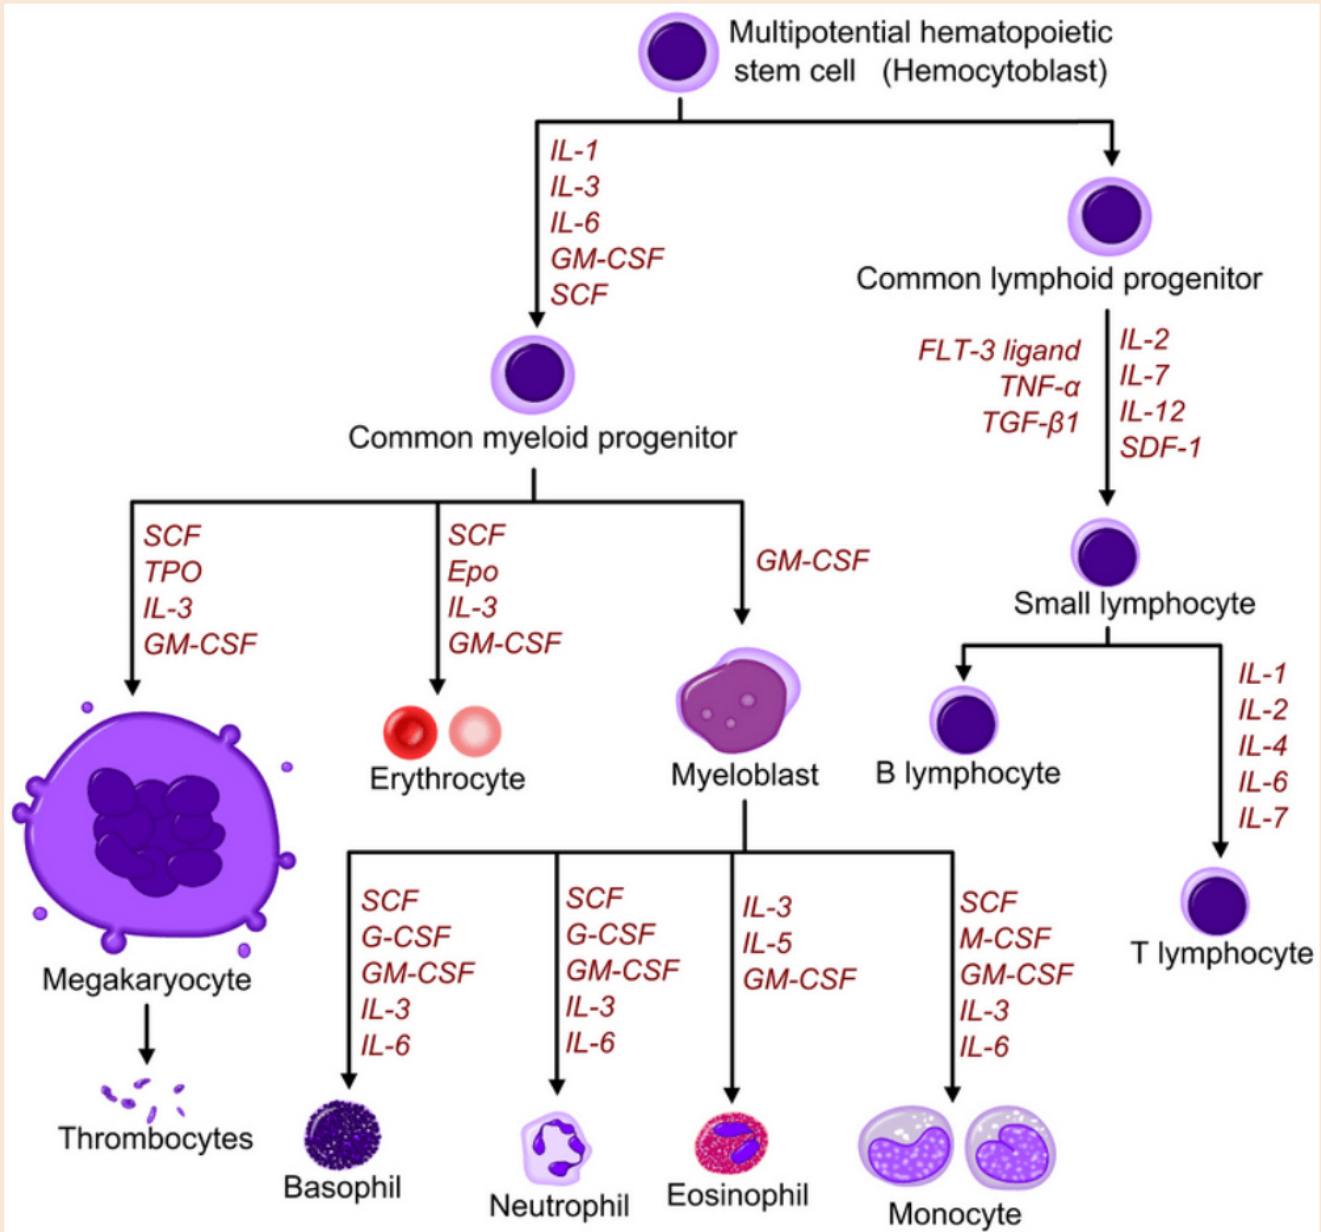 Multipotential hematopoietic
stem cell (Hemocytoblast)
IL-1
IL-3
IL-6
GM-CSF
SCF
Common lymphoid progenitor
Common myeloid progenitor
FLT-3 ligand
TNF-α
TGF-β1
IL-2
IL-7
IL-12
SDF-1
SCF
TPO
IL-3
GM-CSF
SCF
Epo
IL-3
GM-CSF
GM-CSF
Small lymphocyte
Erythrocyte
Myeloblast
B lymphocyte
IL-1
IL-2
IL-4
IL-6
IL-7
T lymphocyte
Megakaryocyte
Thrombocytes
SCF
G-CSF
GM-CSF
IL-3
IL-6
SCF
G-CSF
GM-CSF
IL-3
IL-6
IL-3
IL-5
GM-CSF
SCF
M-CSF
GM-CSF
IL-3
IL-6
Basophil
Neutrophil
Eosinophil
Monocyte